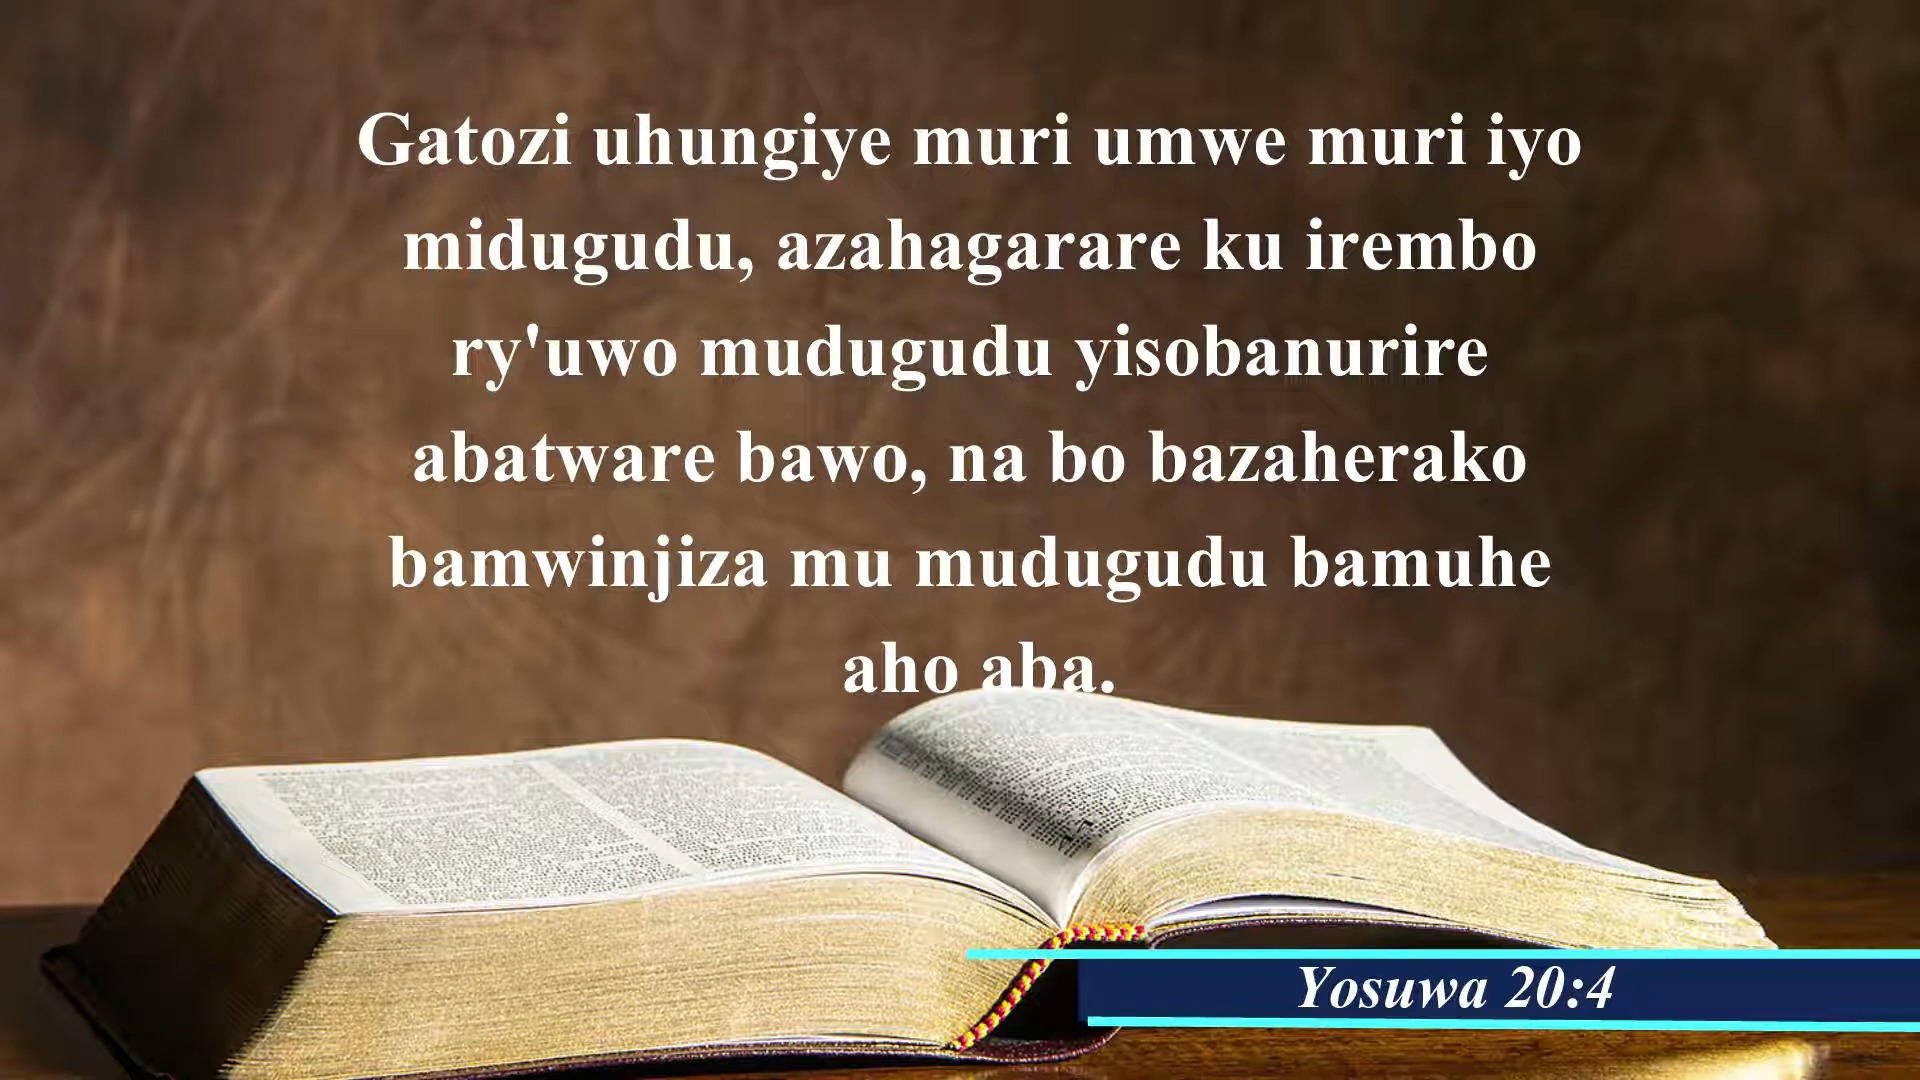 Gatozi uhungiye muri umwe muri iyo
midugudu, azahagarare ku irembo
ry'uwo mudugudu yisobanurire
abatware bawo, na bo bazaherako
bamwinjiza mu mudugudu bamuhe
aho aba.
Yosuwa 20:4